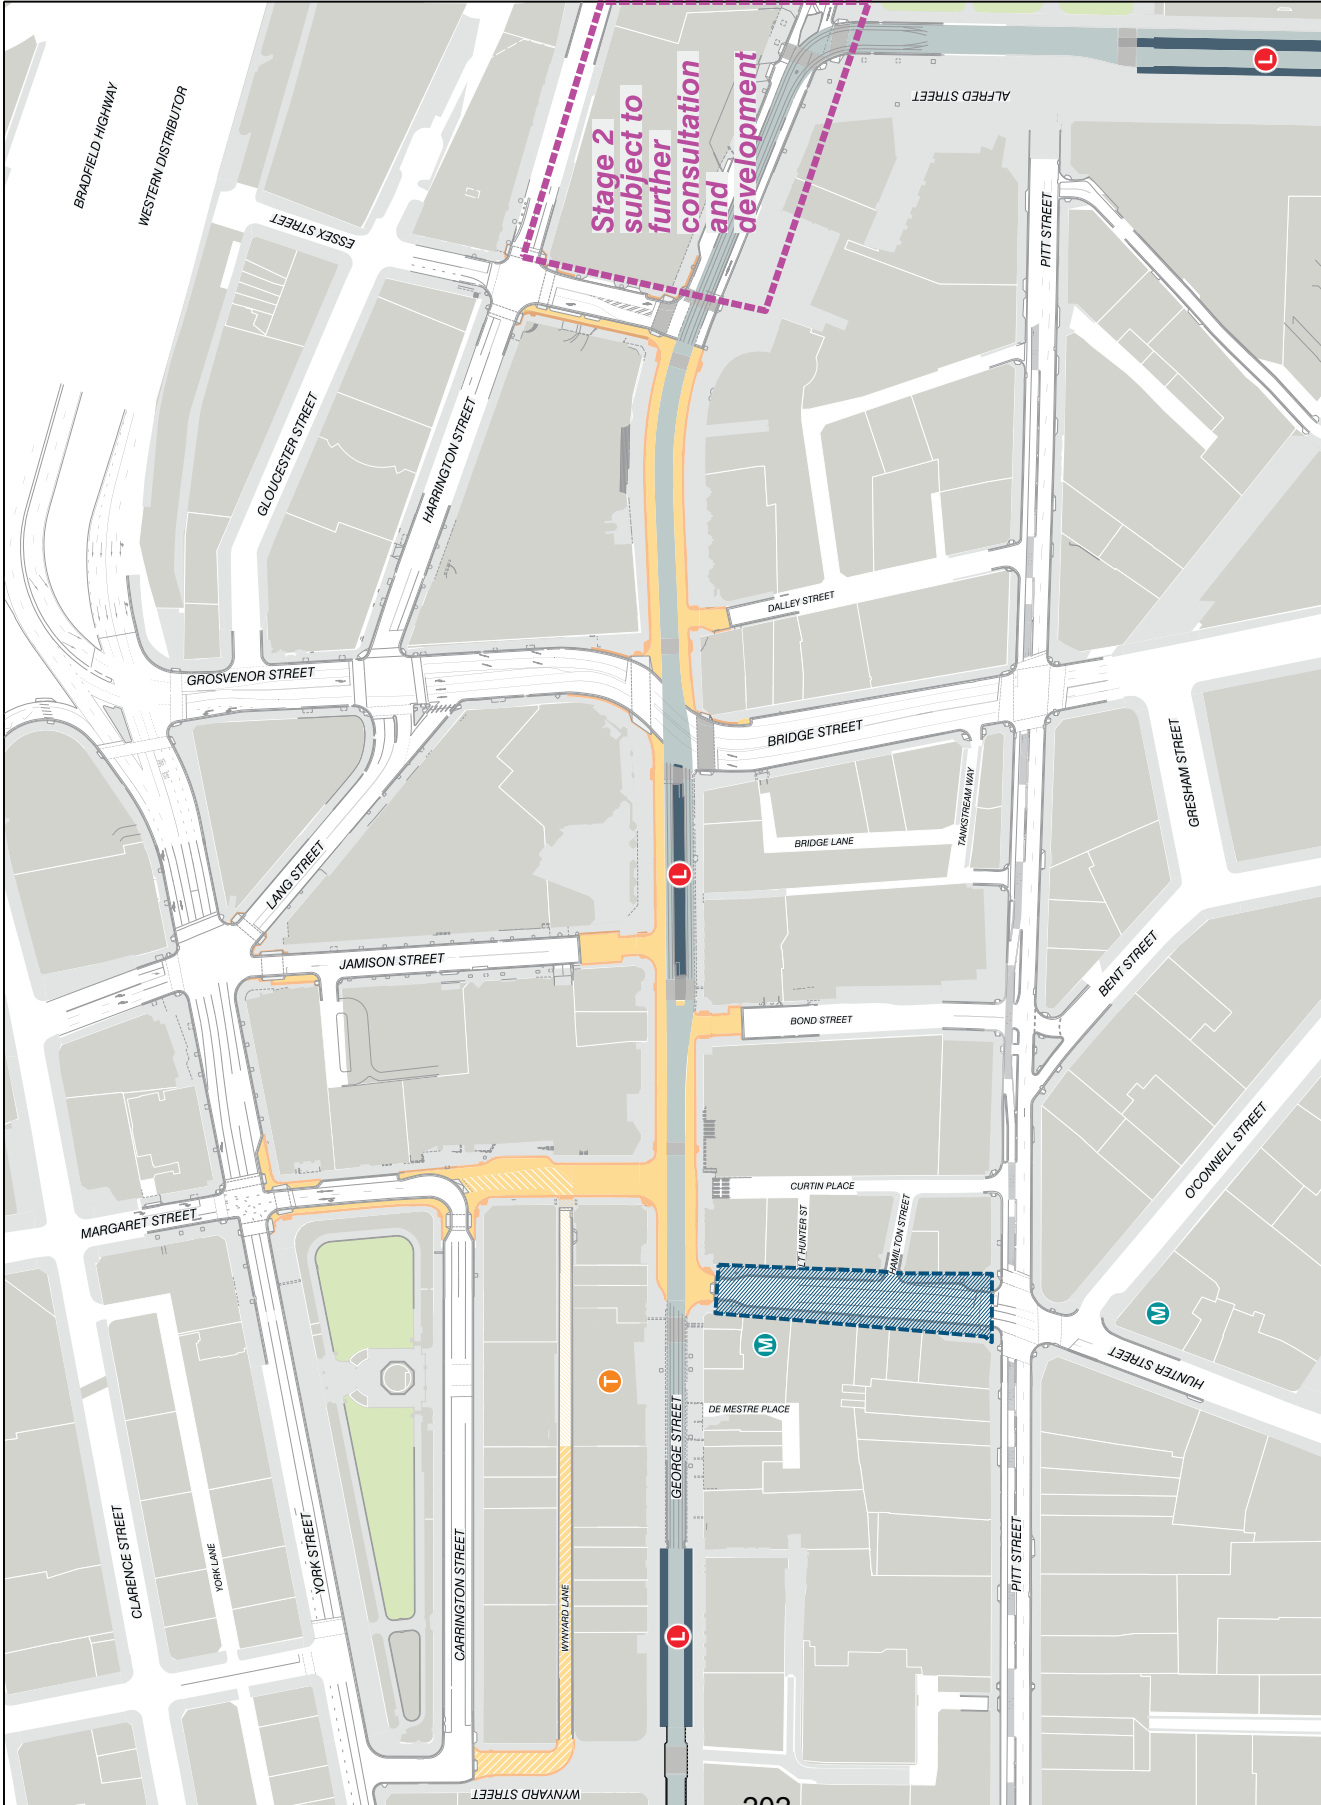 BRADFIELD HIGHWAY
WESTERN DISTRIBUTOR
ESSEX STREET
Stage 2
subject to
further
consultation
and
development
L
ALFRED STREET
PITT STREET
GLOUCESTER STREET
HARRINGTON STREET
DALLEY STREET
GROSVENOR STREET
BRIDGE STREET
GRESHAM STREET
TANKSTREAM WAY
BRIDGE LANE
LANG STREET
L
JAMISON STREET
BENT STREET
BOND STREET
O'CONNELL STREET
CURTIN PLACE
MARGARET STREET
LT HUNTER ST
HAMILTON STREET
M
M
HUNTER STREET
T
DE MESTRE PLACE
GEORGE STREET
CLARENCE STREET
YORK LANE
YORK STREET
CARRINGTON STREET
WYNYARD LANE
PITT STREET
L
WYNYARD STREET